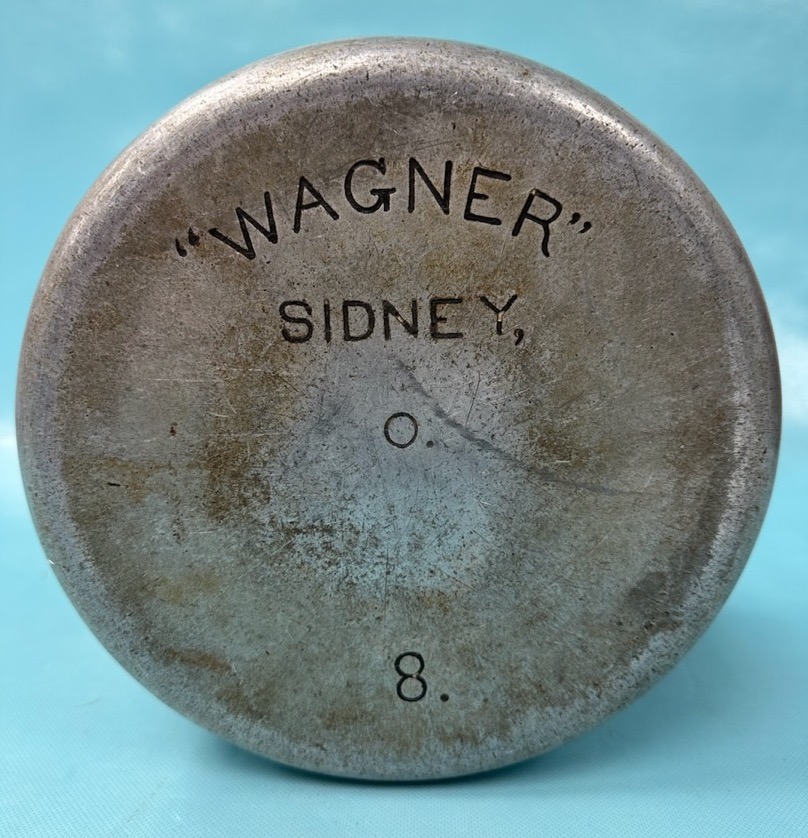 “WAGNER”
SIDNEY,
O.
8.